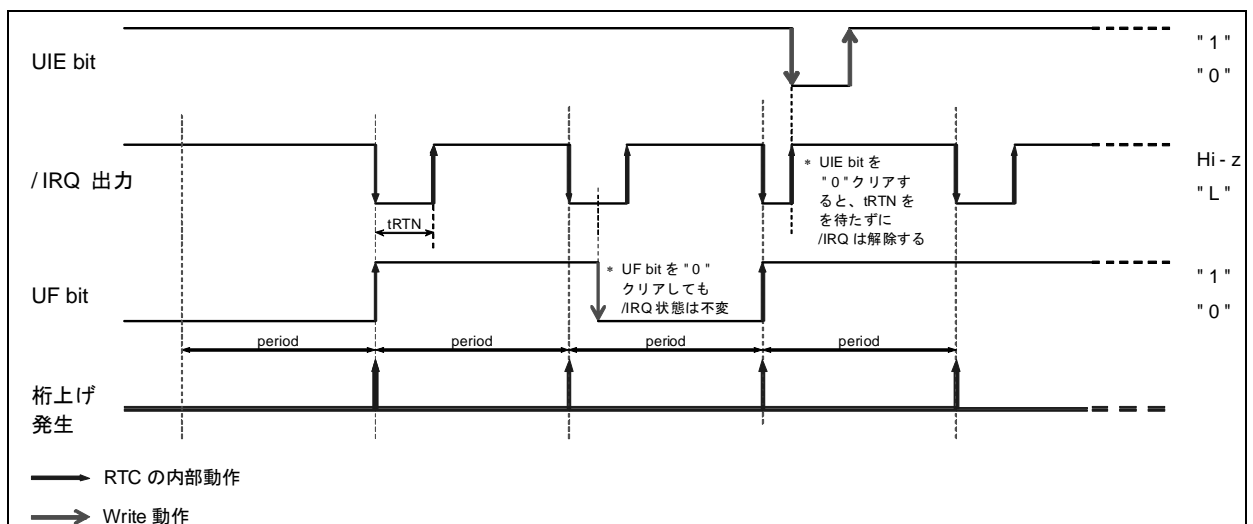 UIE bit
" 1 "
" 0 "
/ IRQ 出力
Hi - z
" L "
tRTN
* UIE bit を
" 0 "クリアす
ると、tRTN を
を待たずに
/IRQ は解除する
UF bit
* UF bit を " 0 "
クリアしても
/IRQ 状態は不変
" 1 "
" 0 "
period
period
period
period
桁上げ
発生
RTC の内部動作
Write 動作